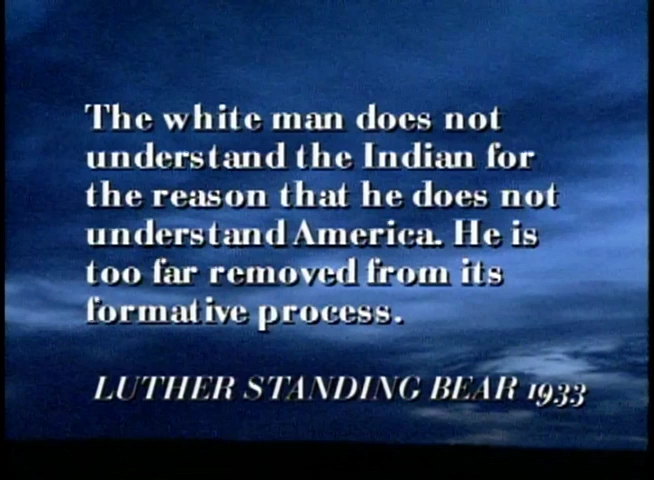 The white man does not
understand the Indian for
the reason that he does not
understand America. He is
too far removed from its
formative process.
LUTHER STANDING BEAR 1933